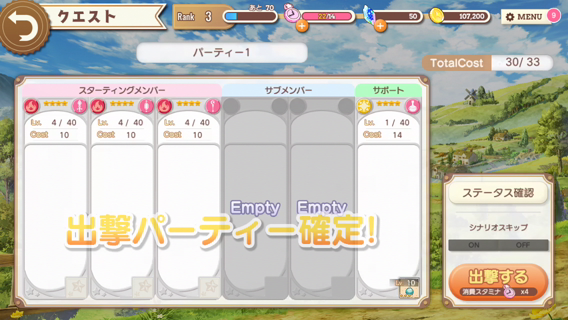 クエスト
Rank 3
あと 70
22/14
50
107,200
MENU
9
パーティー1
TotalCost 30/ 33
スターティングメンバー
サブメンバー
サポート
Lv. 4 / 40
Cost 10
Lv. 4 / 40
Cost 10
Lv. 4 / 40
Cost 10
Empty
Empty
Lv. 1 / 40
Cost 14
Lv. 10
出撃パーティー確定!
ステータス確認
シナリオスキップ
ON
OFF
出撃する
消費スタミナ x4